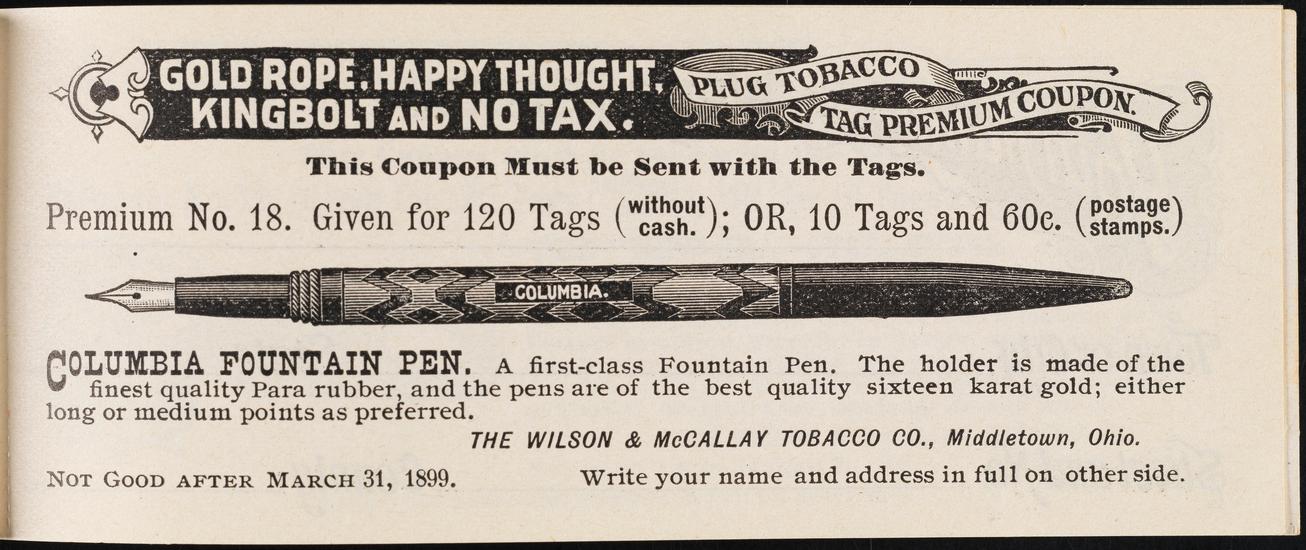 GOLD ROPE, HAPPY THOUGHT,
KINGBOLT AND NO TAX.
PLUG TOBACCO
TAG PREMIUM COUPON.
This Coupon Must be Sent with the Tags.
Premium No. 18. Given for 120 Tags (without cash.); OR, 10 Tags and 60c. (postage stamps.)
COLUMBIA.
COLUMBIA FOUNTAIN PEN. A first-class Fountain Pen. The holder is made of the
finest quality Para rubber, and the pens are of the best quality sixteen karat gold; either
long or medium points as preferred.
THE WILSON & McCALLAY TOBACCO CO., Middletown, Ohio.
NOT GOOD AFTER MARCH 31, 1899. Write your name and address in full on other side.